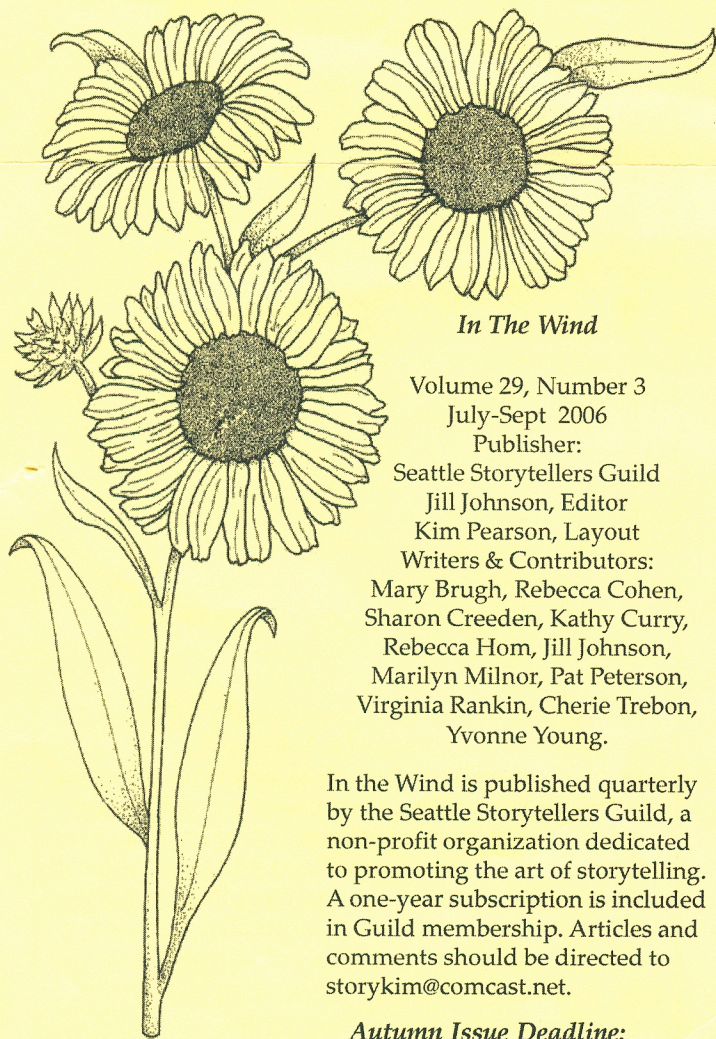 In The Wind
Volume 29, Number 3
July-Sept 2006
Publisher:
Seattle Storytellers Guild
Jill Johnson, Editor
Kim Pearson, Layout
Writers & Contributors:
Mary Brugh, Rebecca Cohen,
Sharon Creeden, Kathy Curry,
Rebecca Hom, Jill Johnson,
Marilyn Milnor, Pat Peterson,
Virginia Rankin, Cherie Trebon,
Yvonne Young.
In the Wind is published quarterly
by the Seattle Storytellers Guild, a
non-profit organization dedicated
to promoting the art of storytelling.
A one-year subscription is included
in Guild membership. Articles and
comments should be directed to
storykim@comcast.net.
Autumn Issue Deadline: